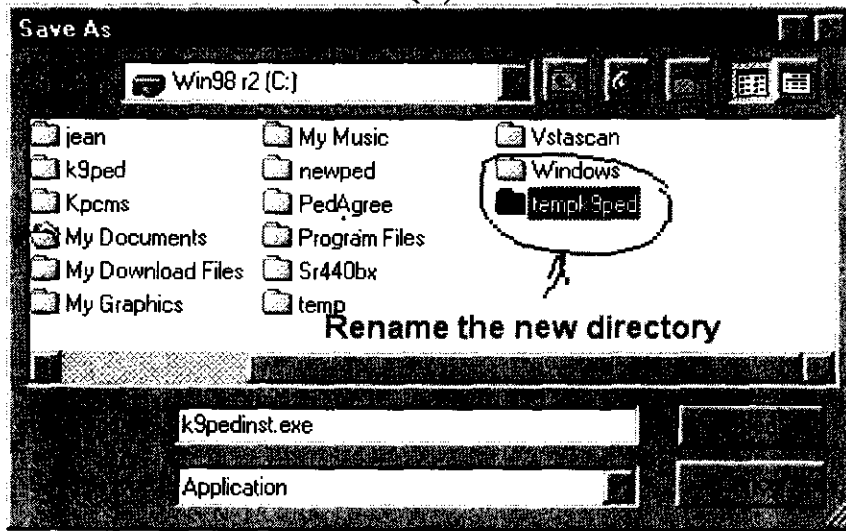 Save As
Win98 r2 (C:)
jean
k9ped
Kpcms
My Documents
My Download Files
My Graphics
My Music
newped
PedAgree
Program Files
Sr440bx
temp
Vstascan
Windows
tempk9ped
Rename the new directory
k9pedinst.exe
Application